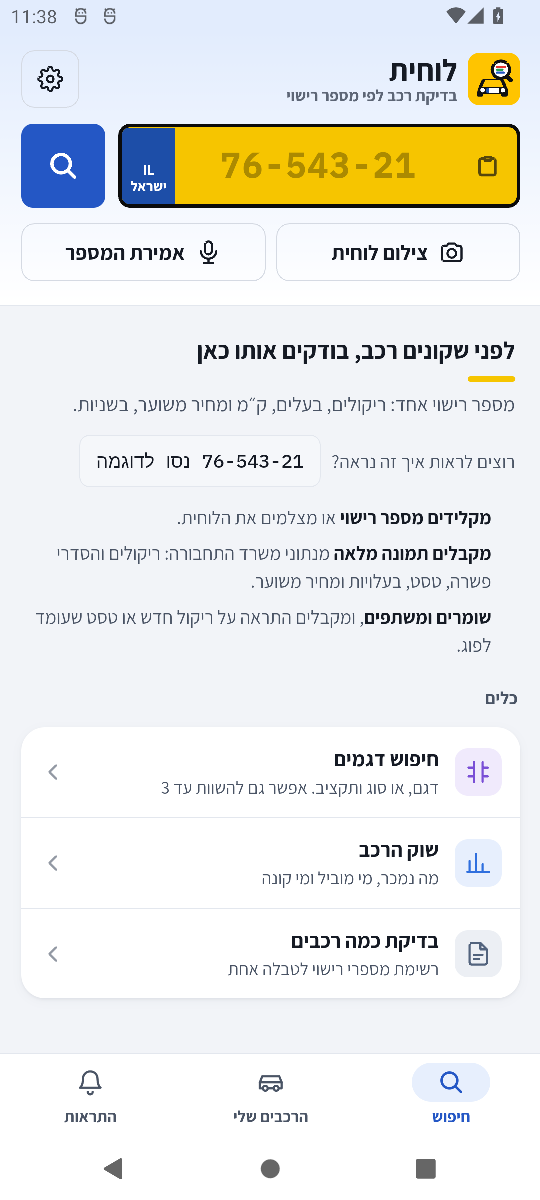 11:38
לוחית
בדיקת רכב לפי מספר רישוי
76-543-21
IL
ישראל
צילום לוחית
אמירת המספר
לפני שקונים רכב, בודקים אותו כאן
מספר רישוי אחד: ריקולים, בעלים, ק״מ ומחיר משוער, בשניות.
רוצים לראות איך זה נראה?
נסו לדוגמה 76-543-21
מקלידים מספר רישוי או מצלמים את הלוחית.
מקבלים תמונה מלאה מנתוני משרד התחבורה: ריקולים והסדרי
פשרה, טסט, בעלויות ומחיר משוער.
שומרים ומשתפים, ומקבלים התראה על ריקול חדש או טסט שעומד
לפוג.
כלים
חיפוש דגמים
דגם, או סוג ותקציב. אפשר גם להשוות עד 3
שוק הרכב
מה נמכר, מי מוביל ומי קונה
בדיקת כמה רכבים
רשימת מספרי רישוי לטבלה אחת
חיפוש
הרכבים שלי
התראות